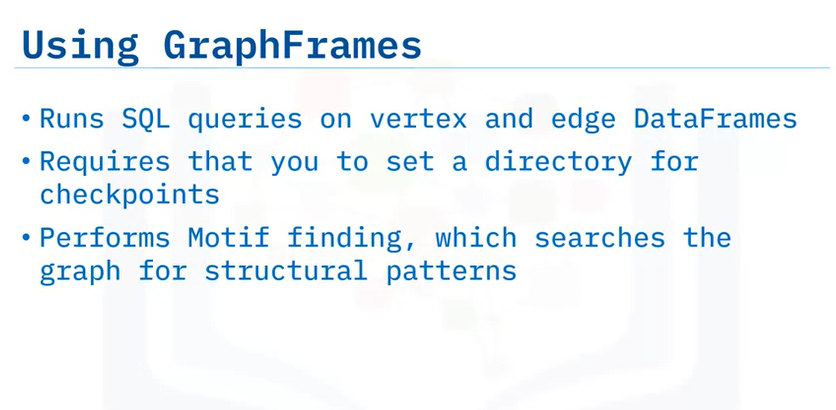 Using GraphFrames
• Runs SQL queries on vertex and edge DataFrames
• Requires that you to set a directory for
checkpoints
• Performs Motif finding, which searches the
graph for structural patterns